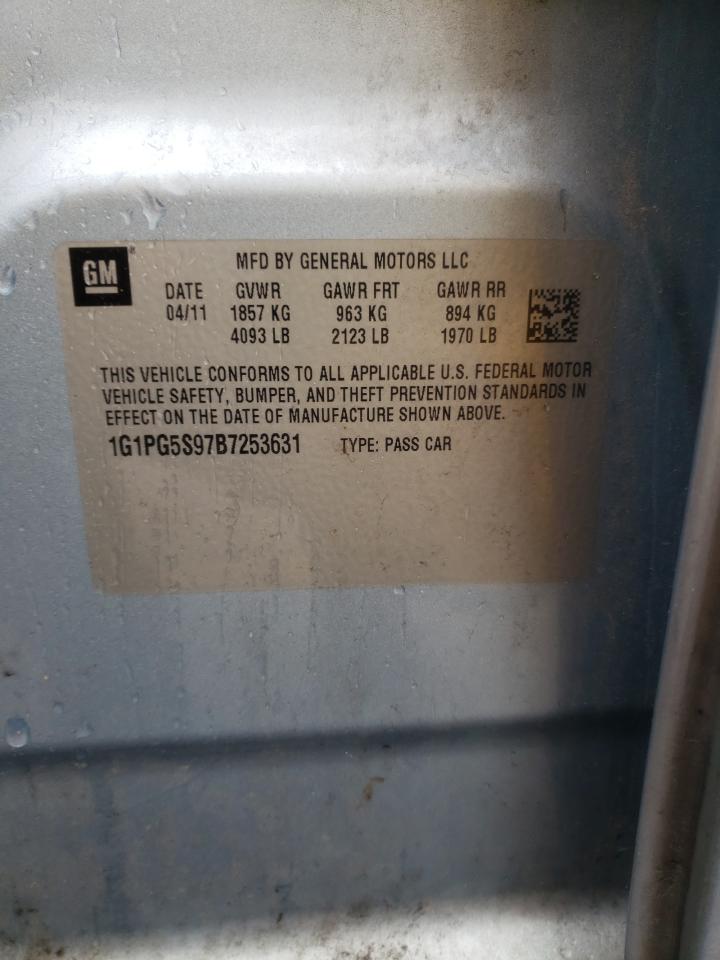 GM
MFD BY GENERAL MOTORS LLC
DATE GVWR GAWR FRT GAWR RR
04/11 1857 KG 963 KG 894 KG
4093 LB 2123 LB 1970 LB
THIS VEHICLE CONFORMS TO ALL APPLICABLE U.S. FEDERAL MOTOR
VEHICLE SAFETY, BUMPER, AND THEFT PREVENTION STANDARDS IN
EFFECT ON THE DATE OF MANUFACTURE SHOWN ABOVE.
1G1PG5S97B7253631 TYPE: PASS CAR